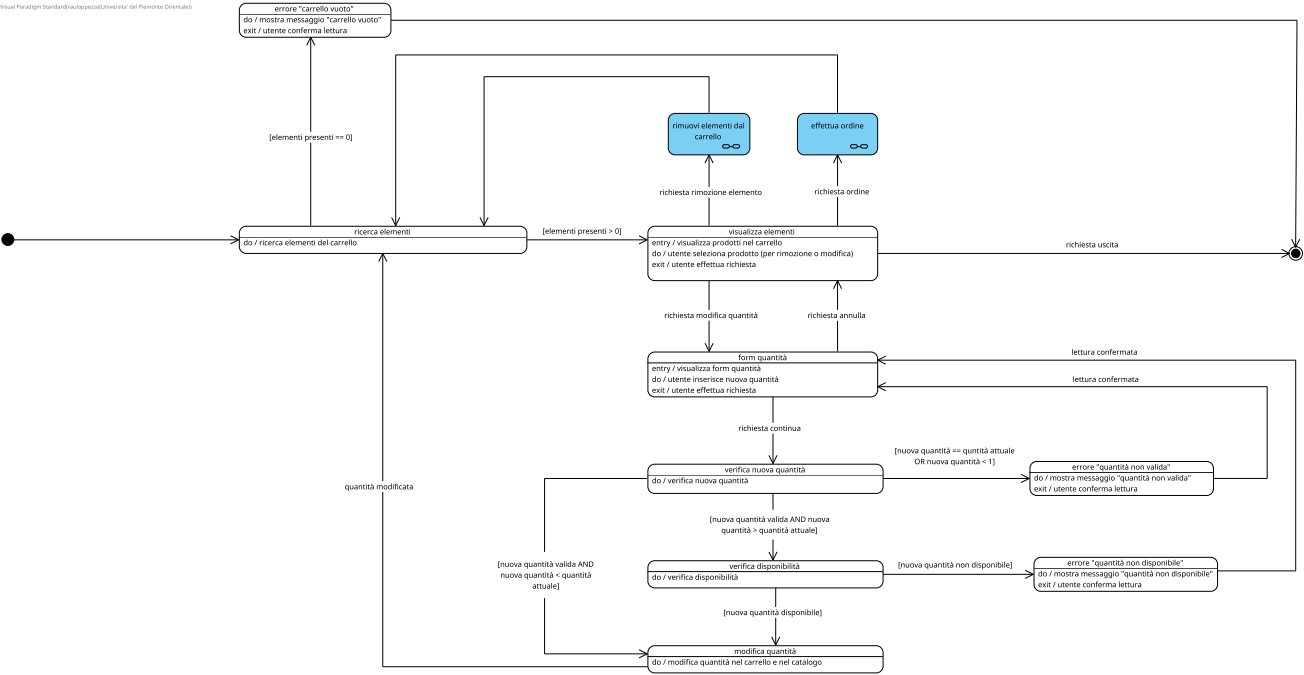 Visual Paradigm Standard(rauloppezzo(Universita' del Piemonte Orientale))
errore "carrello vuoto"
do / mostra messaggio "carrello vuoto"
exit / utente conferma lettura
rimuovi elementi dal
carrello
effettua ordine
[elementi presenti == 0]
richiesta rimozione elemento
richiesta ordine
ricerca elementi
do / ricerca elementi del carrello
[elementi presenti > 0]
visualizza elementi
entry / visualizza prodotti nel carrello
do / utente seleziona prodotto (per rimozione o modifica)
exit / utente effettua richiesta
richiesta uscita
richiesta modifica quantità
richiesta annulla
form quantità
entry / visualizza form quantità
do / utente inserisce nuova quantità
exit / utente effettua richiesta
lettura confermata
lettura confermata
richiesta continua
[nuova quantità == quntità attuale
OR nuova quantità < 1]
verifica nuova quantità
do / verifica nuova quantità
errore "quantità non valida"
do / mostra messaggio "quantità non valida"
exit / utente conferma lettura
quantità modificata
[nuova quantità valida AND nuova
quantità > quantità attuale]
[nuova quantità valida AND
nuova quantità < quantità
attuale]
verifica disponibilità
do / verifica disponibilità
[nuova quantità non disponibile]
errore "quantità non disponibile"
do / mostra messaggio "quantità non disponibile"
exit / utente conferma lettura
[nuova quantità disponibile]
modifica quantità
do / modifica quantità nel carrello e nel catalogo